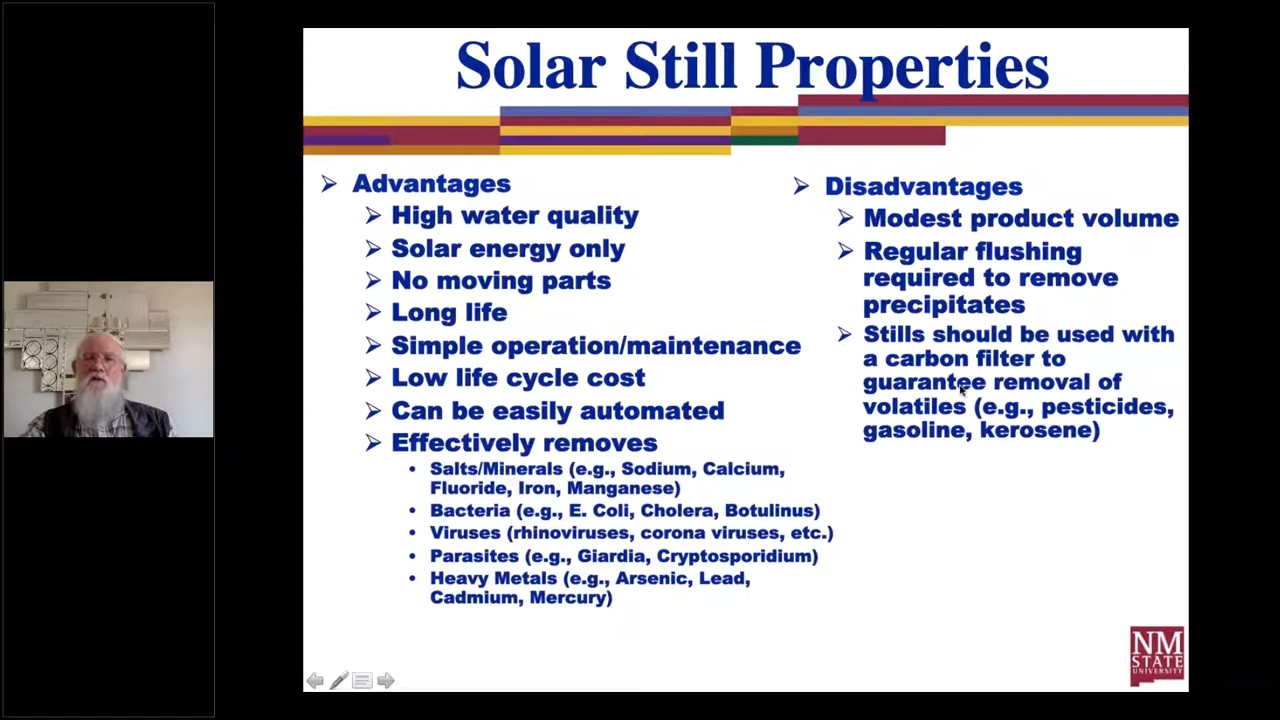 Solar Still Properties
Advantages
High water quality
Solar energy only
No moving parts
Long life
Simple operation/maintenance
Low life cycle cost
Can be easily automated
Effectively removes
Salts/Minerals (e.g., Sodium, Calcium,
Fluoride, Iron, Manganese)
Bacteria (e.g., E. Coli, Cholera, Botulinus)
Viruses (rhinoviruses, corona viruses, etc.)
Parasites (e.g., Giardia, Cryptosporidium)
Heavy Metals (e.g., Arsenic, Lead,
Cadmium, Mercury)
Disadvantages
Modest product volume
Regular flushing
required to remove
precipitates
Stills should be used with
a carbon filter to
guarantee removal of
volatiles (e.g., pesticides,
gasoline, kerosene)
NM
STATE
UNIVERSITY